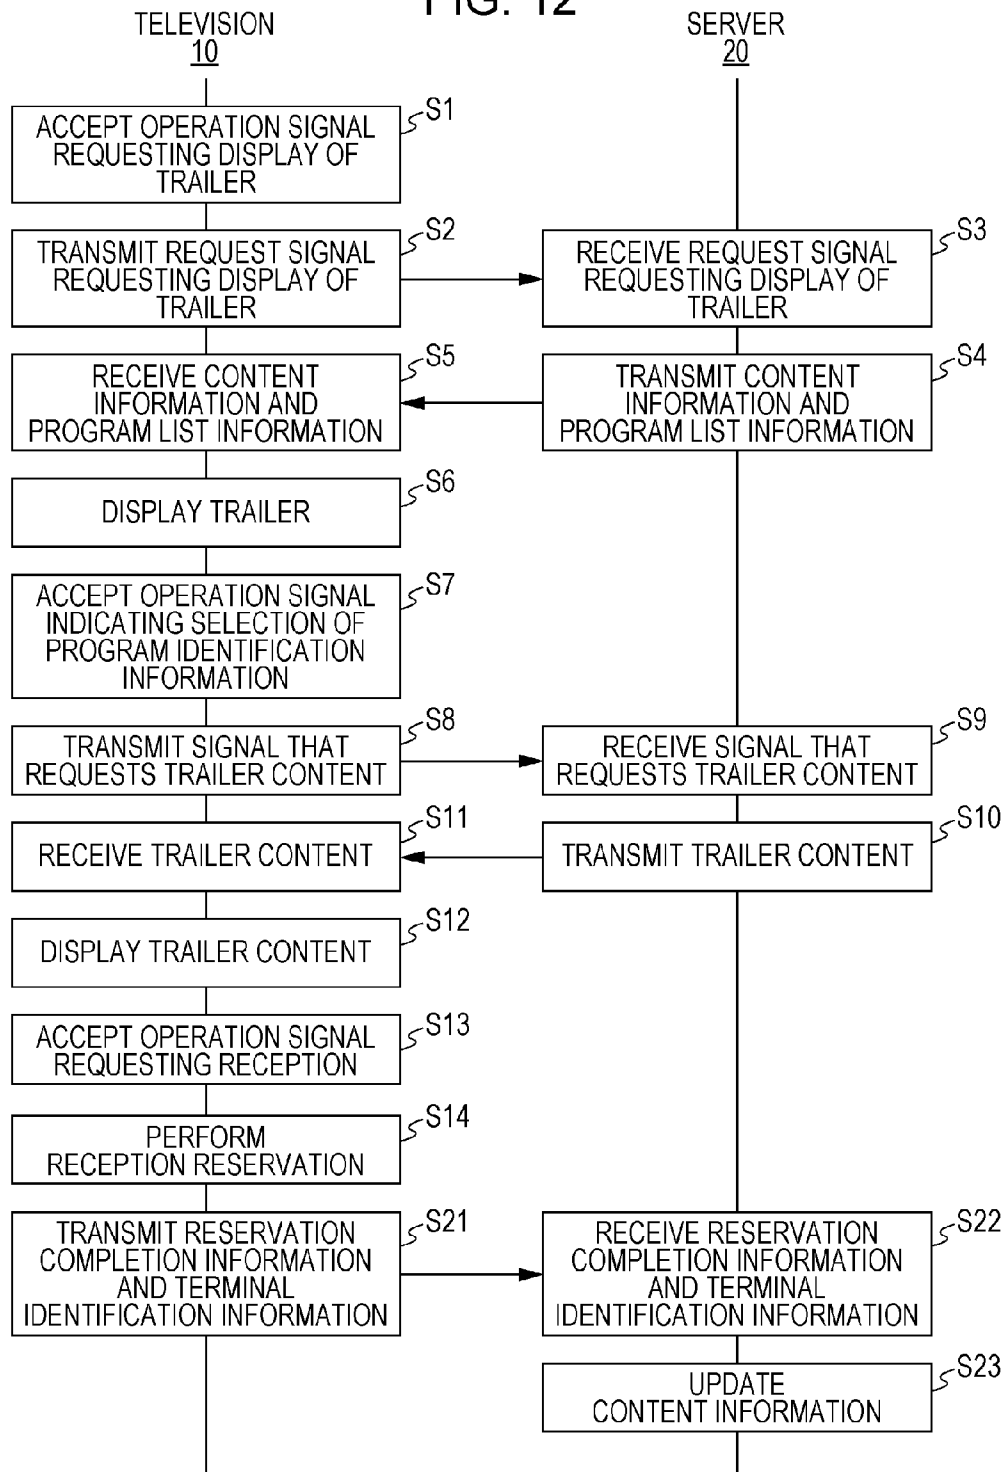 FIG. 12
TELEVISION
10
SERVER
20
ACCEPT OPERATION SIGNAL
REQUESTING DISPLAY OF
TRAILER
S1
TRANSMIT REQUEST SIGNAL
REQUESTING DISPLAY OF
TRAILER
S2
RECEIVE REQUEST SIGNAL
REQUESTING DISPLAY OF
TRAILER
S3
RECEIVE CONTENT
INFORMATION AND
PROGRAM LIST INFORMATION
S5
TRANSMIT CONTENT
INFORMATION AND
PROGRAM LIST INFORMATION
S4
DISPLAY TRAILER
S6
ACCEPT OPERATION SIGNAL
INDICATING SELECTION OF
PROGRAM IDENTIFICATION
INFORMATION
S7
TRANSMIT SIGNAL THAT
REQUESTS TRAILER CONTENT
S8
RECEIVE SIGNAL THAT
REQUESTS TRAILER CONTENT
S9
RECEIVE TRAILER CONTENT
S11
TRANSMIT TRAILER CONTENT
S10
DISPLAY TRAILER CONTENT
S12
ACCEPT OPERATION SIGNAL
REQUESTING RECEPTION
S13
PERFORM
RECEPTION RESERVATION
S14
TRANSMIT RESERVATION
COMPLETION INFORMATION
AND TERMINAL
IDENTIFICATION INFORMATION
S21
RECEIVE RESERVATION
COMPLETION INFORMATION
AND TERMINAL
IDENTIFICATION INFORMATION
S22
UPDATE
CONTENT INFORMATION
S23